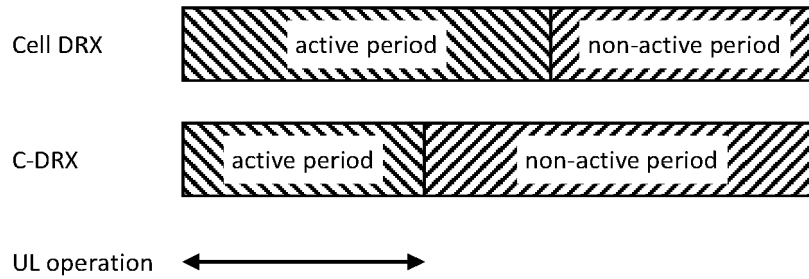 Cell DRX
active period
non-active period
C-DRX
active period
non-active period
UL operation